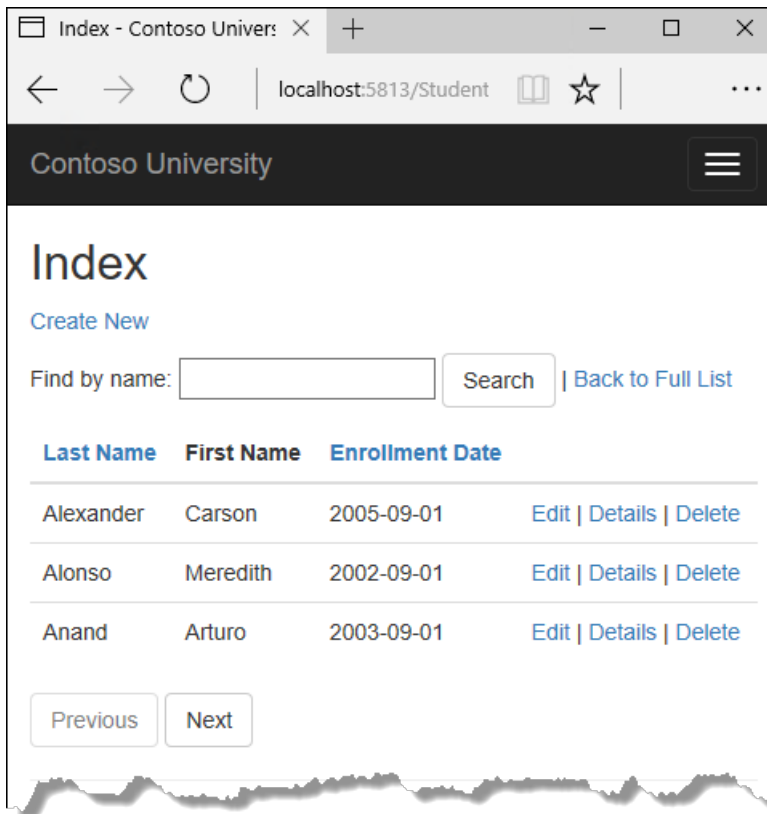 Index - Contoso Univers
localhost:5813/Student
Contoso University
Index
Create New
Find by name: Search | Back to Full List
Last Name First Name Enrollment Date
Alexander Carson 2005-09-01 Edit | Details | Delete
Alonso Meredith 2002-09-01 Edit | Details | Delete
Anand Arturo 2003-09-01 Edit | Details | Delete
Previous Next